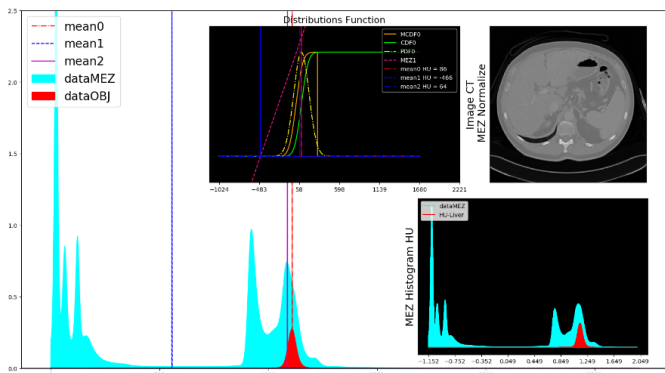 Distributions Function
2.5
mean0
mean1
mean2
dataMEZ
dataOBJ
MCDF0
CDF0
PDF0
MEZ1
mean0 HU = 86
mean1 HU = -466
mean2 HU = 64
−1024
−483
50
598
1139
1680
2221
Image CT
MEZ Normalize
2.0
1.5
1.0
0.5
0.0
MEZ Histogram HU
dataMEZ
HU-Liver
−1.152
−0.752
−0.352
0.049
0.449
0.849
1.249
1.649
2.049